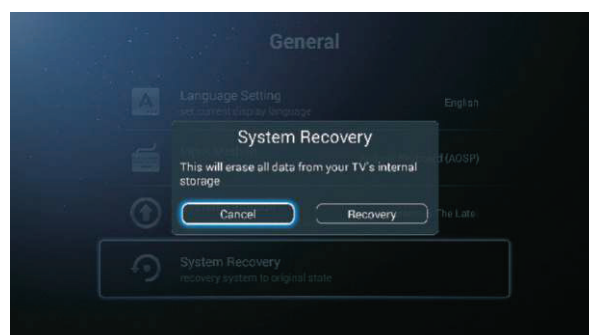 General
Language Setting
set current display language
English
System Recovery
This will erase all data from your TV's internal
storage
(AOSP)
Cancel
Recovery
The Late
System Recovery
recovery system to original state